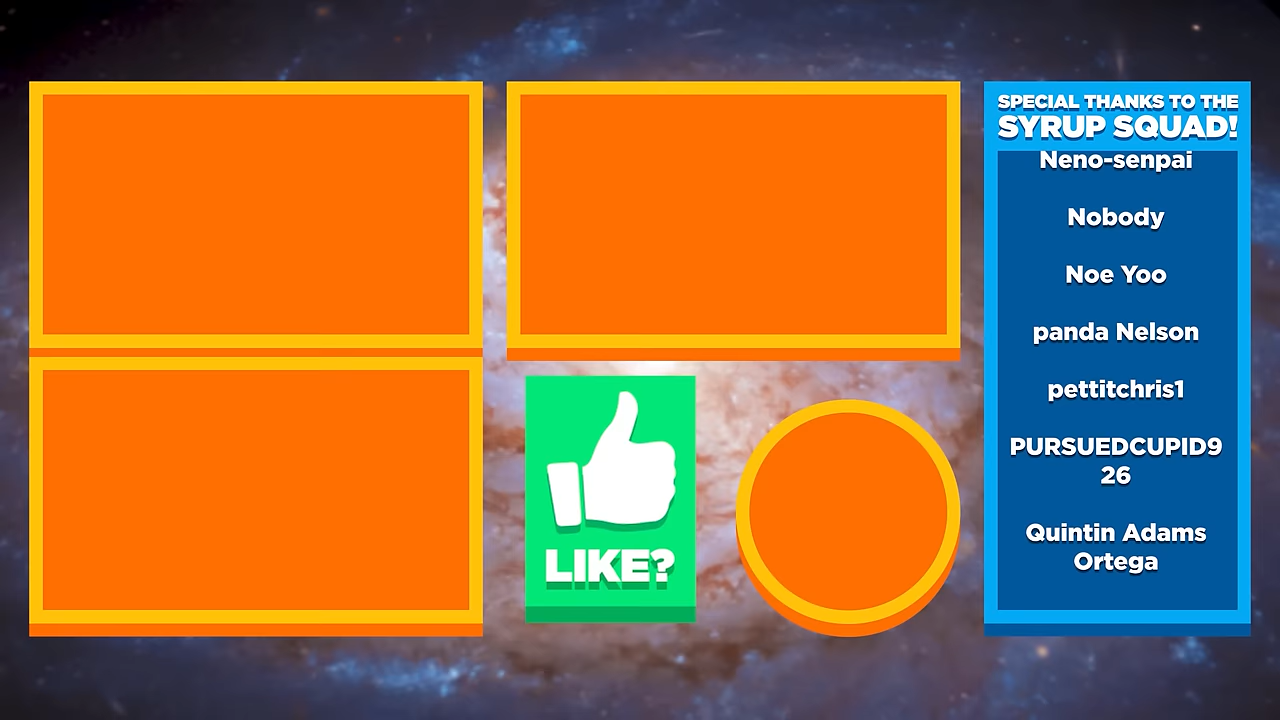 SPECIAL THANKS TO THE
SYRUP SQUAD!
Neno-senpai
Nobody
Noe Yoo
panda Nelson
pettitchris1
PURSUEDCUPID9
26
Quintin Adams
Ortega
LIKE?